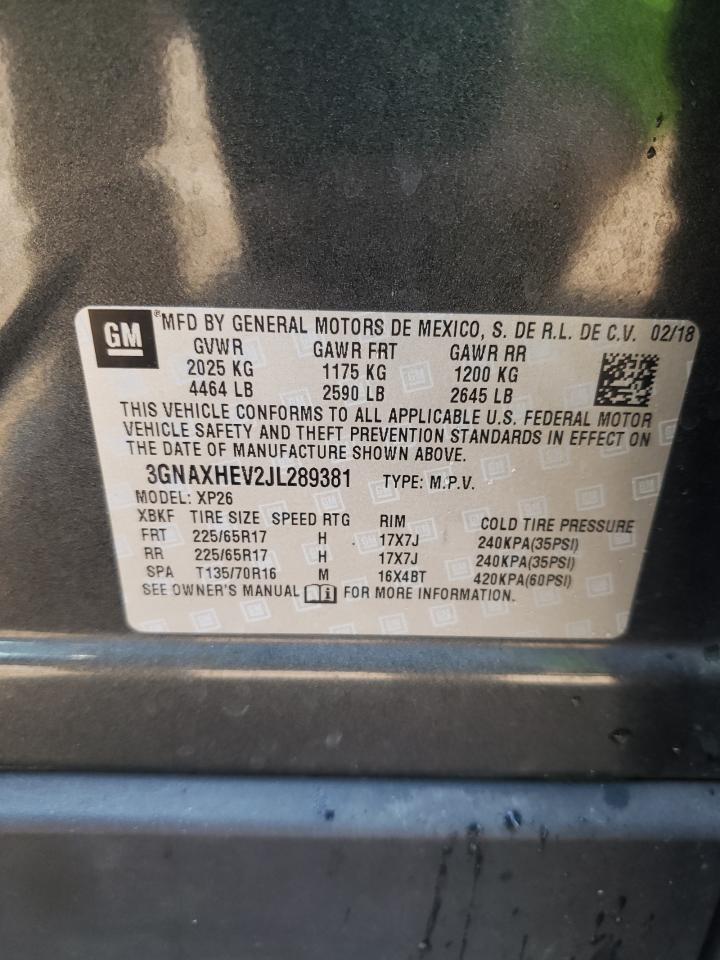 GM ® MFD BY GENERAL MOTORS DE MEXICO, S. DE R.L. DE C.V. 02/18
GVWR GAWR FRT GAWR RR
2025 KG 1175 KG 1200 KG
4464 LB 2590 LB 2645 LB
THIS VEHICLE CONFORMS TO ALL APPLICABLE U.S. FEDERAL MOTOR
VEHICLE SAFETY AND THEFT PREVENTION STANDARDS IN EFFECT ON
THE DATE OF MANUFACTURE SHOWN ABOVE.
3GNAXHEV2JL289381 TYPE: M.P.V.
MODEL: XP26
XBKF TIRE SIZE SPEED RTG RIM COLD TIRE PRESSURE
FRT 225/65R17 H 17X7J 240KPA(35PSI)
RR 225/65R17 H 17X7J 240KPA(35PSI)
SPA T135/70R16 M 16X4BT 420KPA(60PSI)
SEE OWNER'S MANUAL i FOR MORE INFORMATION.